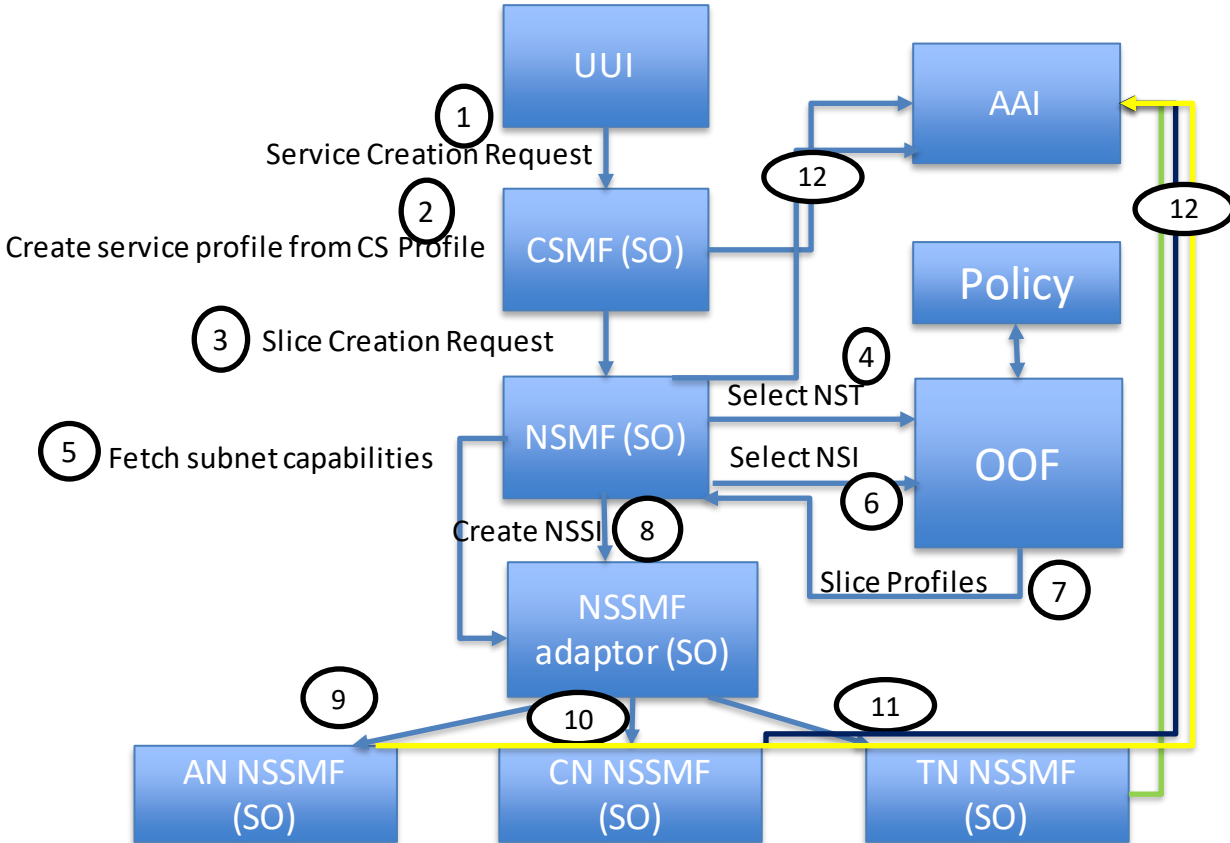 UUI
AAI
1
Service Creation Request
12
12
2
Create service profile from CS Profile
CSMF (SO)
Policy
3
Slice Creation Request
4
Select NST
NSMF (SO)
OOF
5
Fetch subnet capabilities
Select NSI
6
Create NSSI
8
Slice Profiles
7
NSSMF
adaptor (SO)
9
10
11
AN NSSMF
(SO)
CN NSSMF
(SO)
TN NSSMF
(SO)